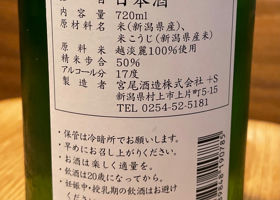 日本酒
内容量 720ml
原材料 米(新潟県産)、
米こうじ(新潟県産米)
原料米 越淡麗100%使用
精米歩合 50%
アルコール分 17度
製造者 宮尾酒造株式会社 +S
新潟県村上市上片町5-15
TEL 0254-52-5181
・保管は冷暗所でお願いします。
・早めにお召し上がりください。
・お酒は楽しく適量を。
・飲酒は20歳になってから。
・妊娠中・授乳期の飲酒はお避け
ください。